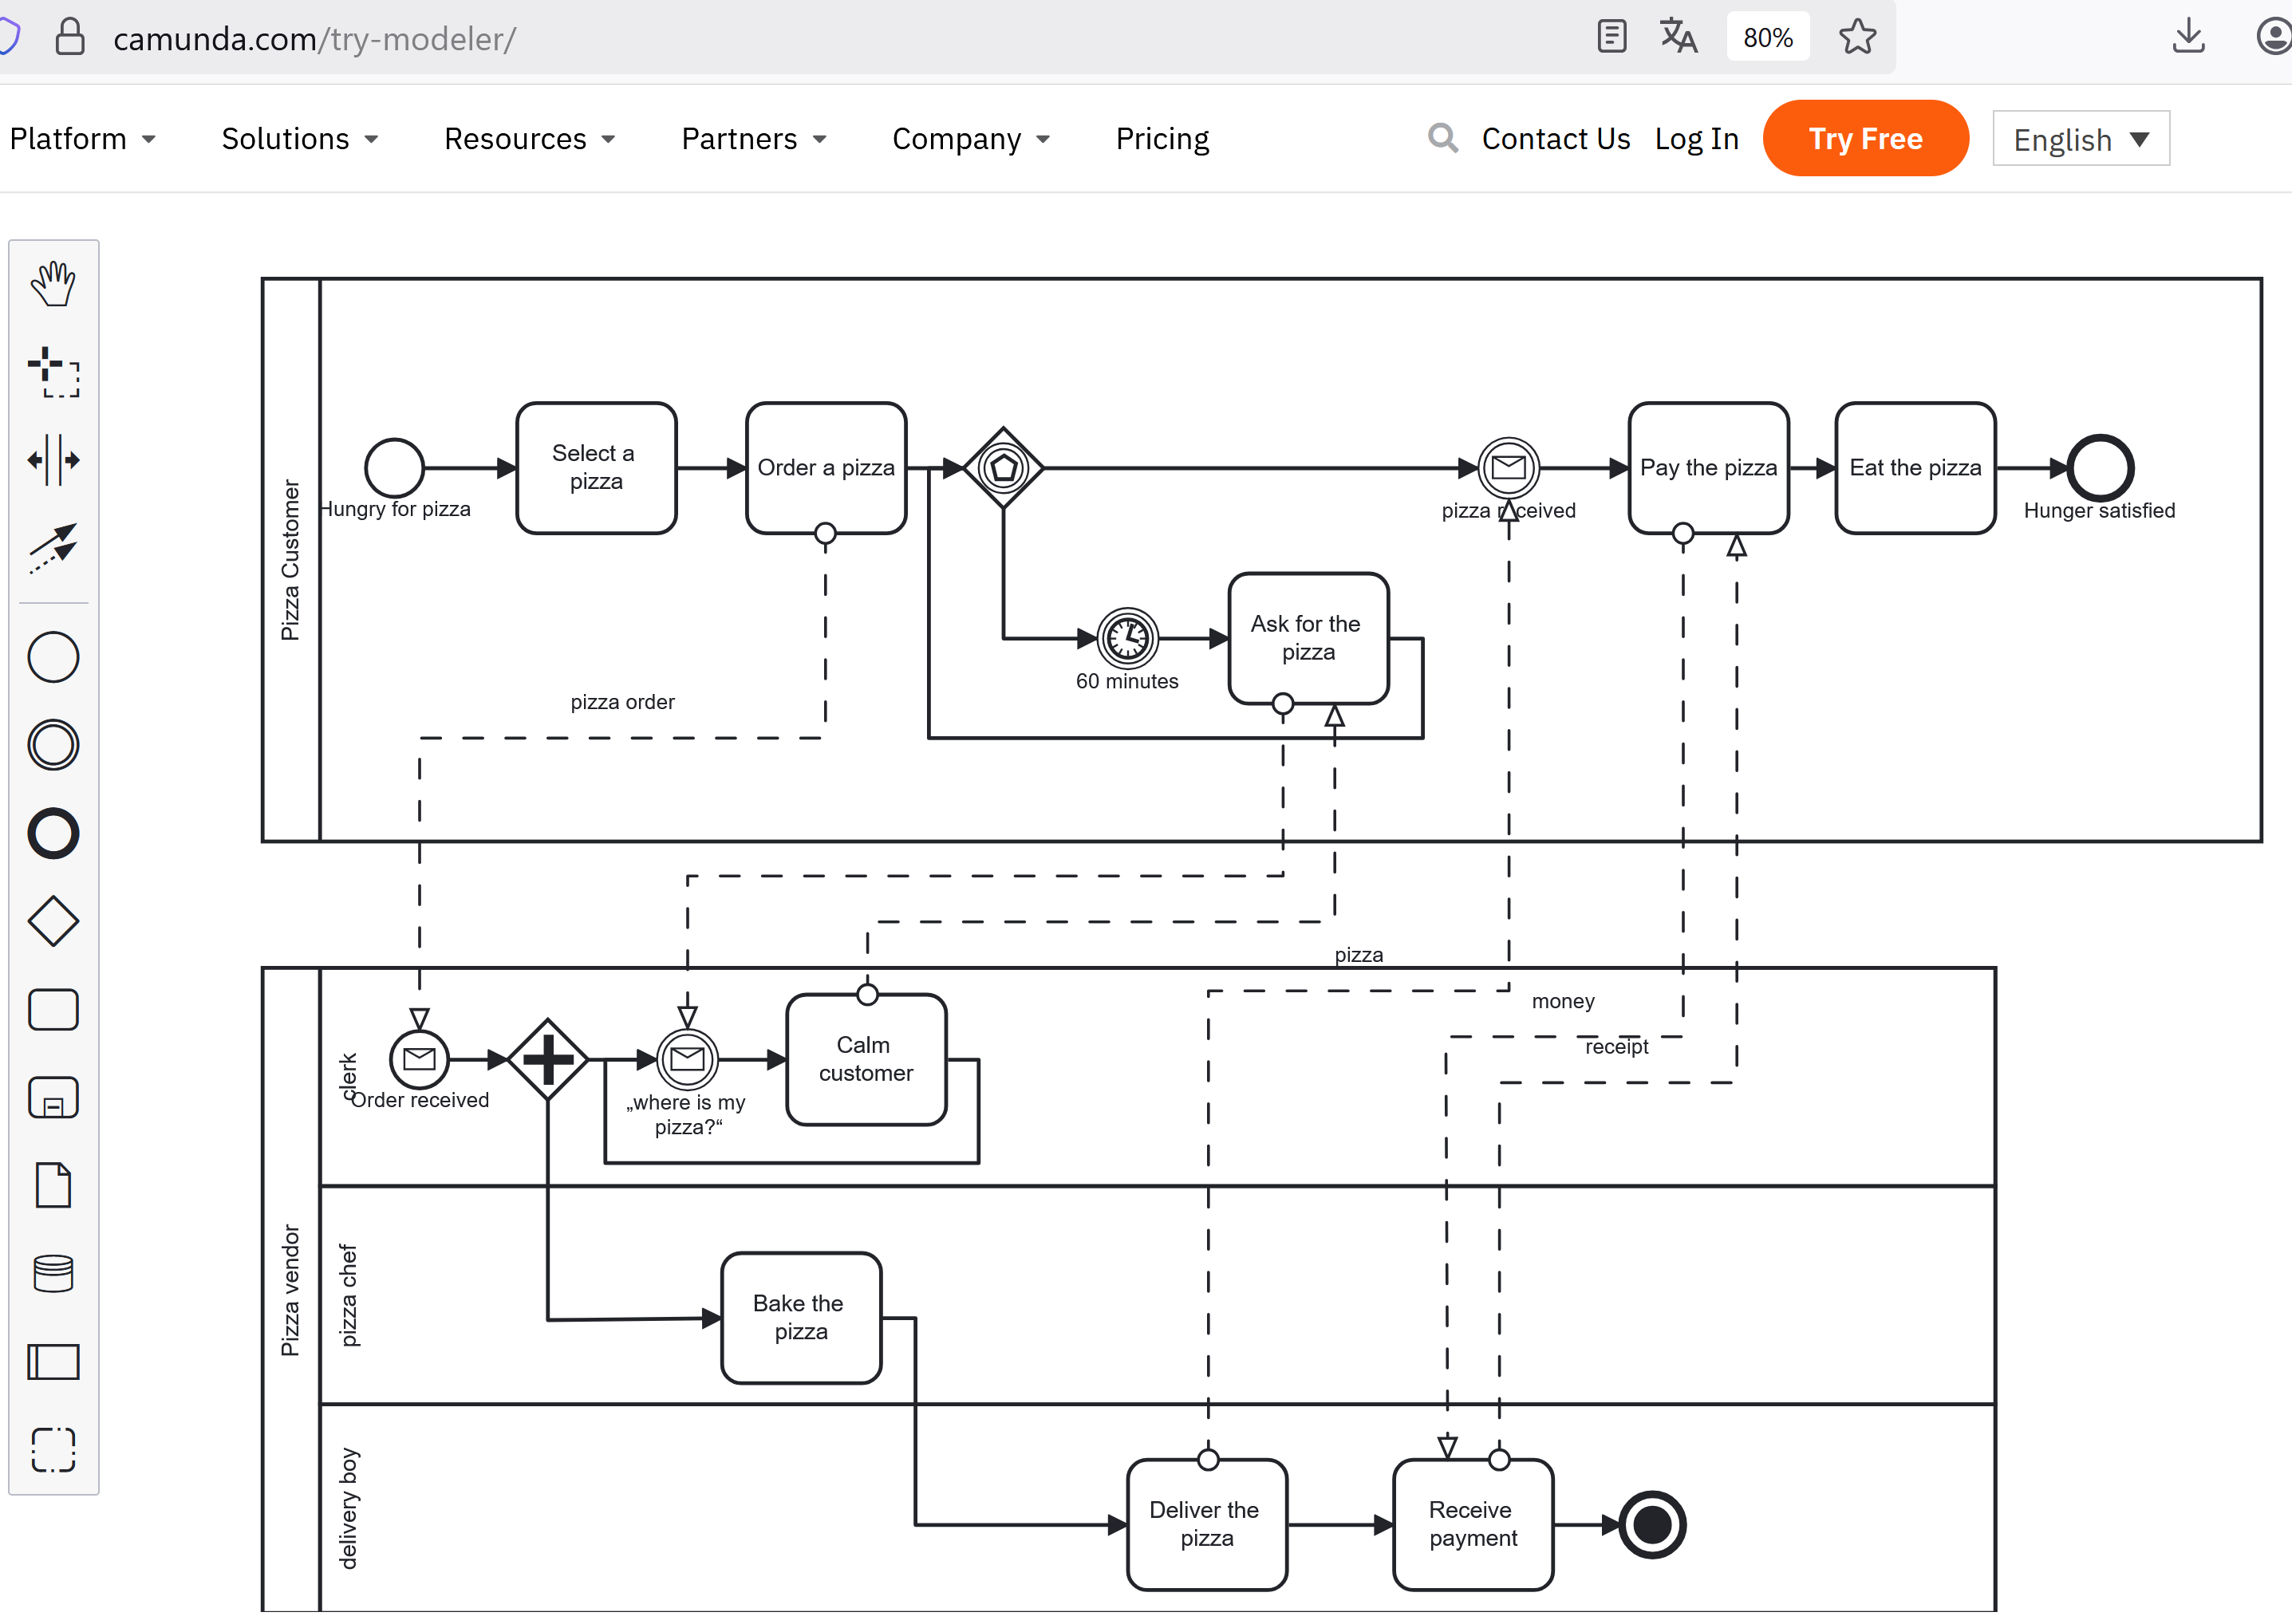 camunda.com/try-modeler/
80%
Platform
Solutions
Resources
Partners
Company
Pricing
Contact Us
Log In
Try Free
English
Pizza Customer
Hungry for pizza
Select a
pizza
Order a pizza
pizza received
Pay the pizza
Eat the pizza
Hunger satisfied
60 minutes
Ask for the
pizza
pizza order
pizza
money
receipt
Pizza vendor
clerk
Order received
„where is my
pizza?“
Calm
customer
pizza chef
Bake the
pizza
delivery boy
Deliver the
pizza
Receive
payment